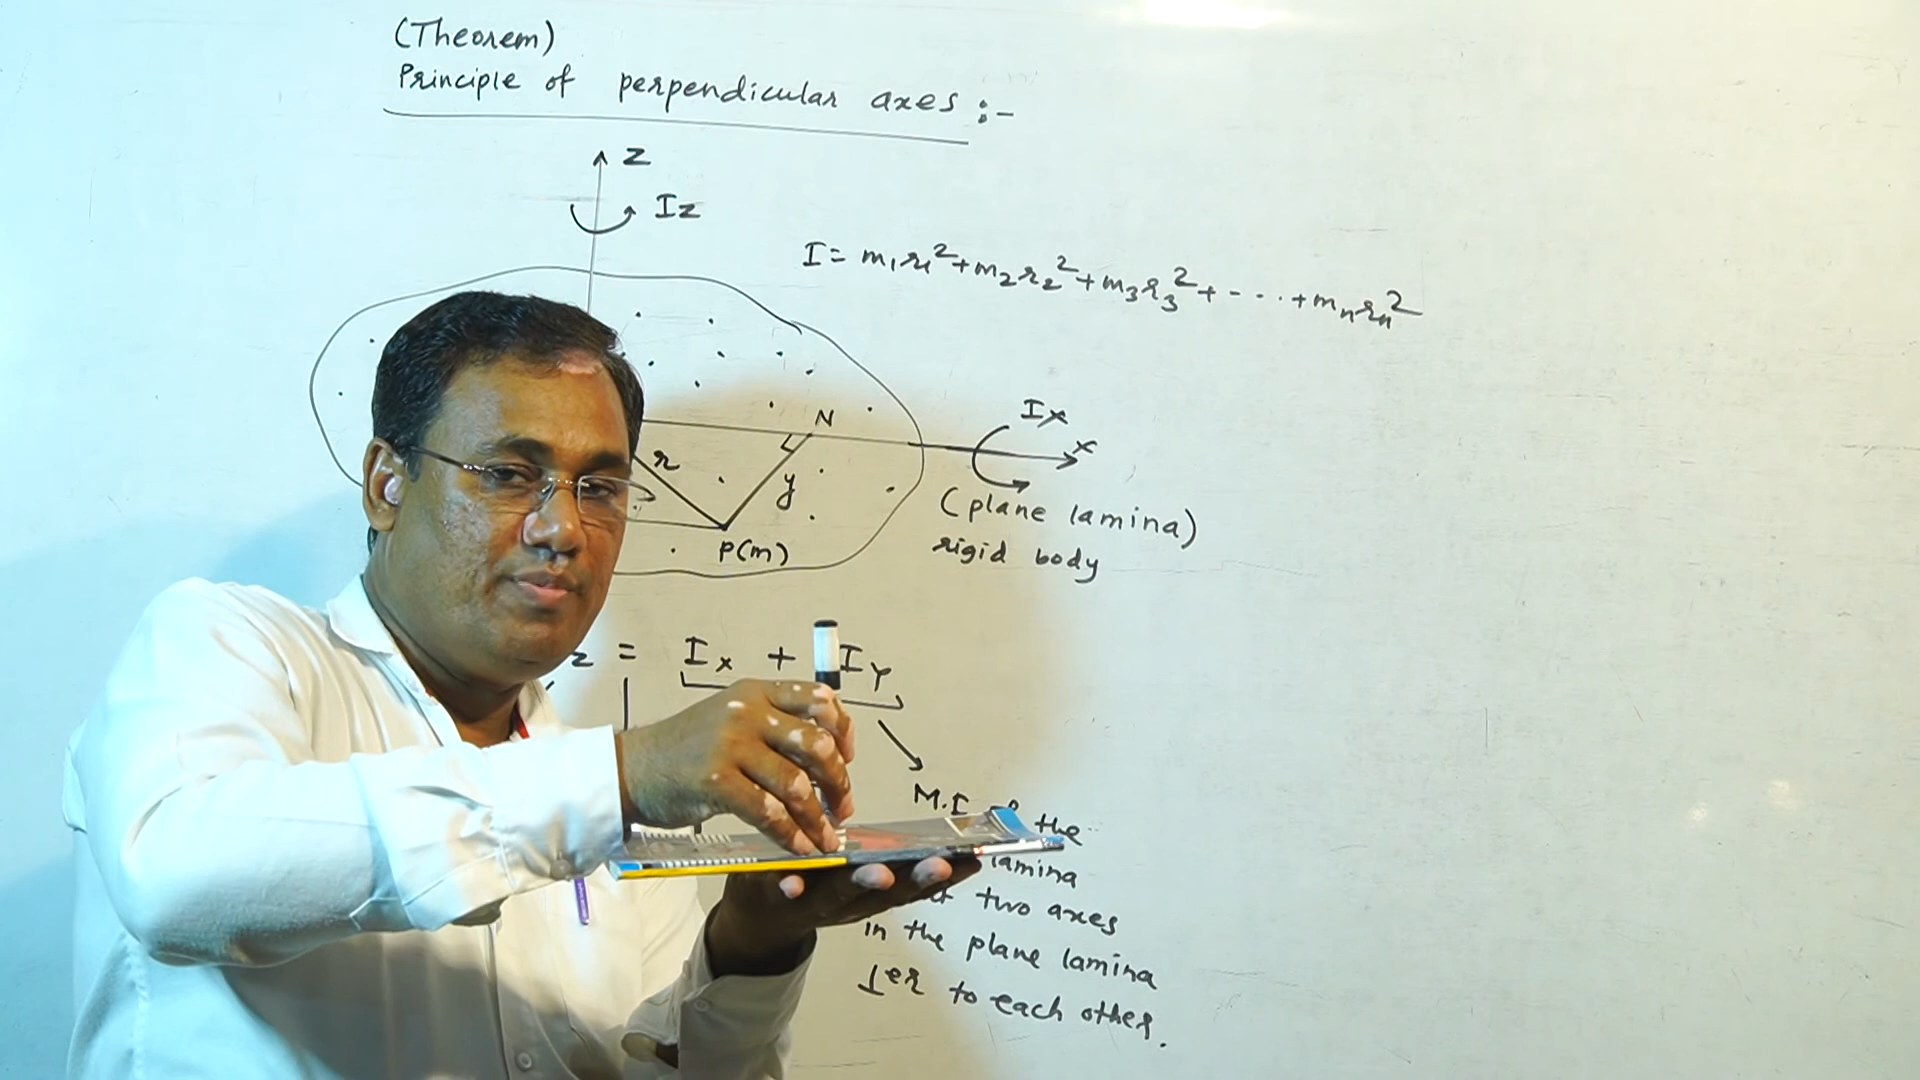 (Theorem)
Principle of perpendicular axes :-
Z
Iz
I = m₁r₁² + m₂r₂² + m₃r₃² + - - .. + mₙrₙ²
N
Ix
x
r
y
(plane lamina)
rigid body
P(m)
z = Ix + IY
M.I of the
lamina
two axes
in the plane lamina
⊥er to each other.